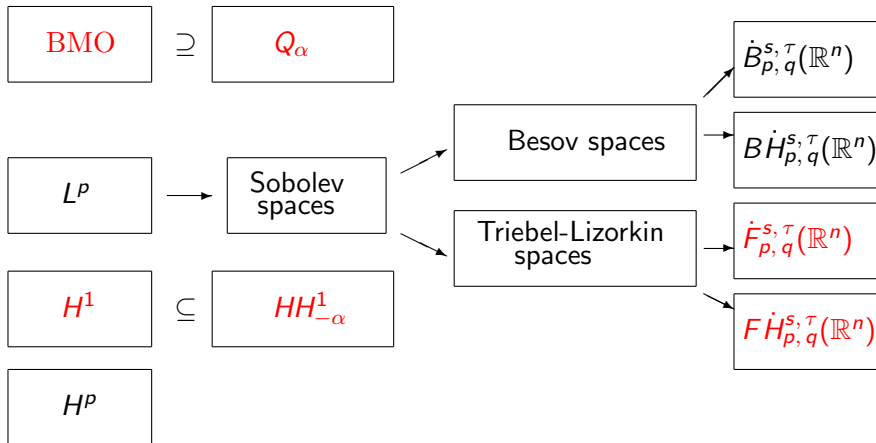 BMO ⊇ Q_α
L^p
Sobolev
spaces
Besov spaces
Triebel-Lizorkin
spaces
Ḃ^{s, τ}_{p, q}(ℝ^n)
BḢ^{s, τ}_{p, q}(ℝ^n)
Ḟ^{s, τ}_{p, q}(ℝ^n)
FḢ^{s, τ}_{p, q}(ℝ^n)
H^1 ⊆ HH^1_{-α}
H^p